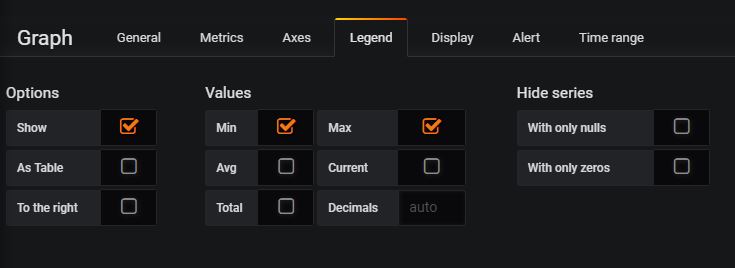 Graph General Metrics Axes Legend Display Alert Time range
Options Values Hide series
Show Min Max With only nulls
As Table Avg Current With only zeros
To the right Total Decimals auto